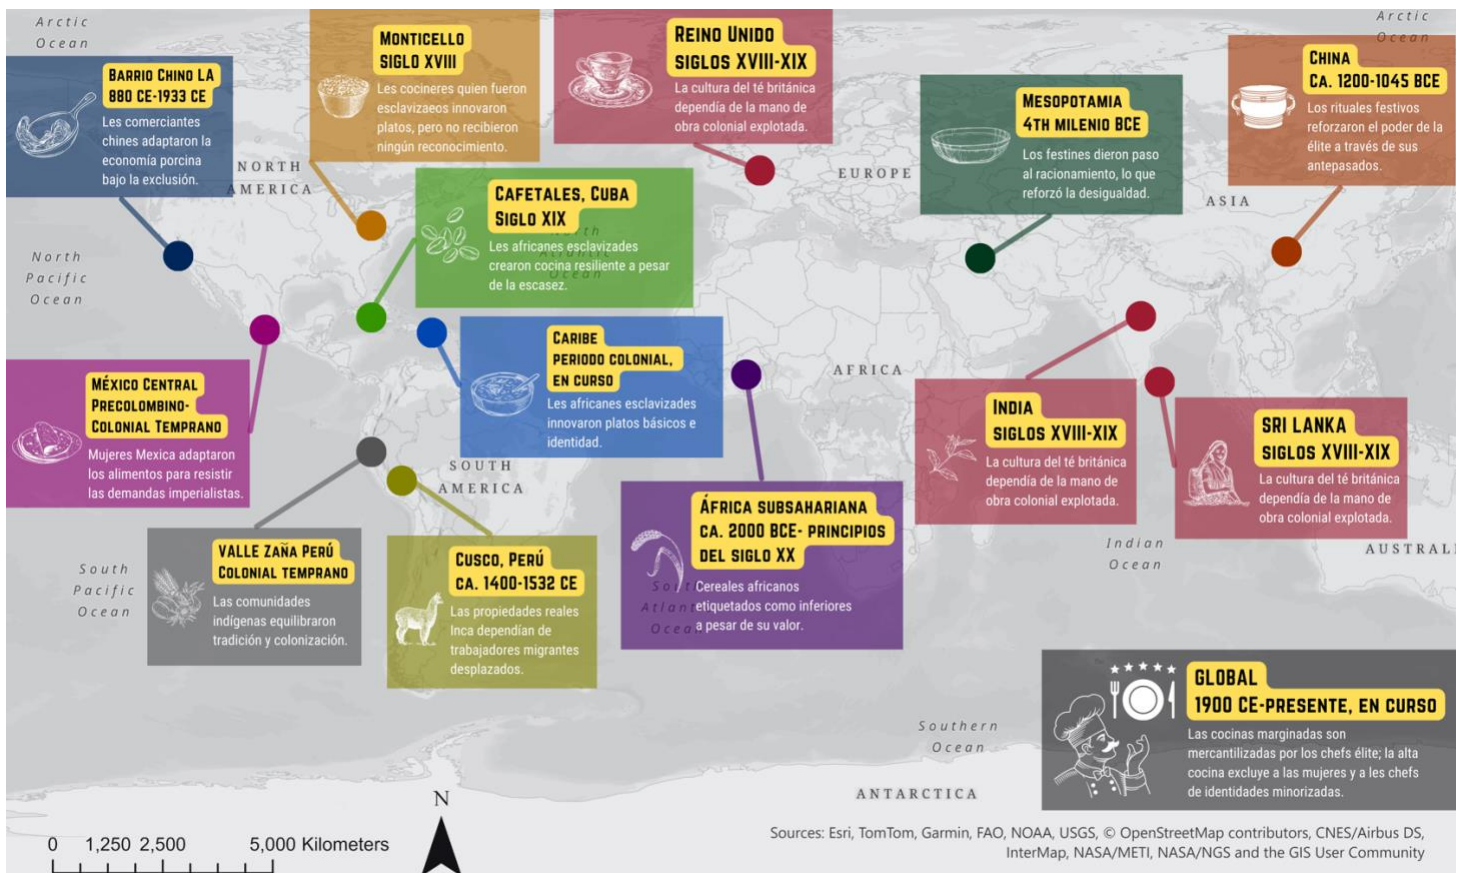 Arctic
Ocean
BARRIO CHINO LA
880 CE-1933 CE
Les comerciantes
chines adaptaron la
economía porcina
bajo la exclusión.
MONTICELLO
SIGLO XVIII
Les cocineres quien fueron
esclavizaeos innovaron
platos, pero no recibieron
ningún reconocimiento.
REINO UNIDO
SIGLOS XVIII-XIX
La cultura del té británica
dependía de la mano de
obra colonial explotada.
MESOPOTAMIA
4TH MILENIO BCE
Los festines dieron paso
al racionamiento, lo que
reforzó la desigualdad.
Arctic
Ocean
CHINA
CA. 1200-1045 BCE
Los rituales festivos
reforzaron el poder de la
élite a través de sus
antepasados.
NORTH
AMERICA
EUROPE
ASIA
North
Pacific
Ocean
CAFETALES, CUBA
SIGLO XIX
Les africanes esclavizades
crearon cocina resiliente a pesar
de la escasez.
North
Atlantic
Ocean
CARIBE
PERIODO COLONIAL,
EN CURSO
Les africanes esclavizades
innovaron platos básicos e
identidad.
AFRICA
MÉXICO CENTRAL
PRECOLOMBINO-
COLONIAL TEMPRANO
Mujeres Mexica adaptaron
los alimentos para resistir
las demandas imperialistas.
SOUTH
AMERICA
INDIA
SIGLOS XVIII-XIX
La cultura del té británica
dependía de la mano de
obra colonial explotada.
SRI LANKA
SIGLOS XVIII-XIX
La cultura del té británica
dependía de la mano de
obra colonial explotada.
VALLE ZAÑA PERÚ
COLONIAL TEMPRANO
Las comunidades
indígenas equilibraron
tradición y colonización.
CUSCO, PERÚ
CA. 1400-1532 CE
Las propiedades reales
Inca dependían de
trabajadores migrantes
desplazados.
ÁFRICA SUBSAHARIANA
CA. 2000 BCE- PRINCIPIOS
DEL SIGLO XX
Cereales africanos
etiquetados como inferiores
a pesar de su valor.
South
Atlantic
Ocean
Indian
Ocean
AUSTRAL
South
Pacific
Ocean
GLOBAL
1900 CE-PRESENTE, EN CURSO
Las cocinas marginadas son
mercantilizadas por los chefs élite; la alta
cocina excluye a las mujeres y a les chefs
de identidades minorizadas.
Southern
Ocean
ANTARCTICA
N
0 1,250 2,500 5,000 Kilometers
Sources: Esri, TomTom, Garmin, FAO, NOAA, USGS, © OpenStreetMap contributors, CNES/Airbus DS,
InterMap, NASA/METI, NASA/NGS and the GIS User Community